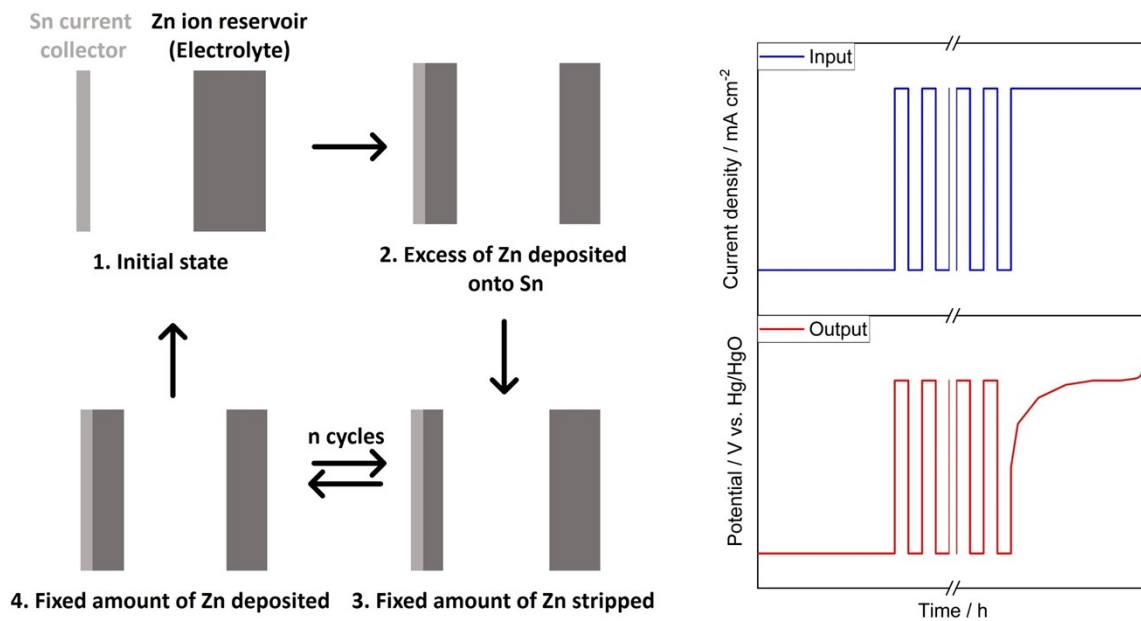 Sn current
collector
Zn ion reservoir
(Electrolyte)
1. Initial state
2. Excess of Zn deposited
onto Sn
n cycles
4. Fixed amount of Zn deposited
3. Fixed amount of Zn stripped
Input
Current density / mA cm⁻²
Output
Potential / V vs. Hg/HgO
Time / h